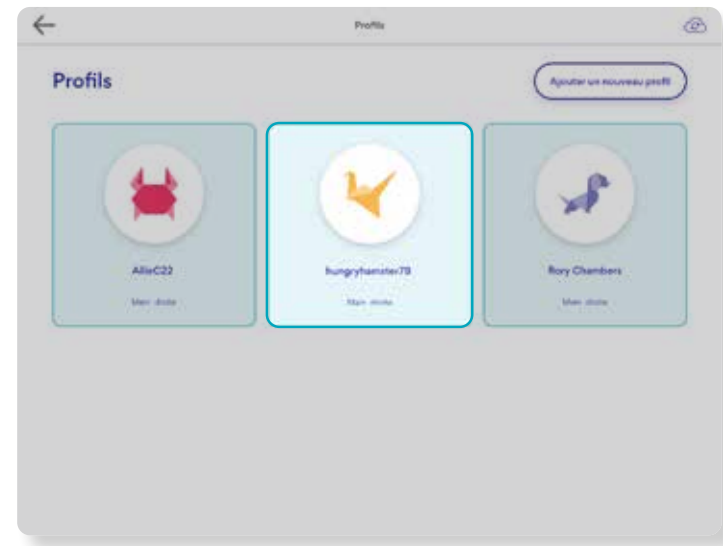 Profils
Profils
Ajouter un nouveau profil
AllieC22
hungryhamster78
Rory Chambers
Main droite
Main droite
Main droite